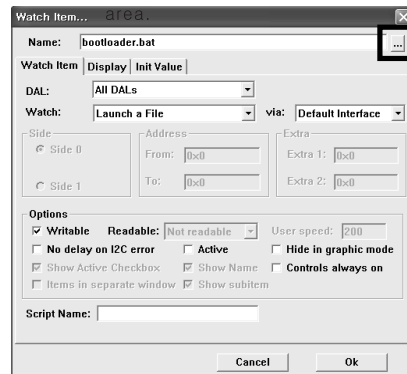 Watch Item... area.
Name: bootloader.bat ...
Watch Item Display Init Value
DAL: All DALs
Watch: Launch a File via: Default Interface
Side Address Extra
Side 0 From: 0x0 Extra 1: 0x0
Side 1 To: 0x0 Extra 2: 0x0
Options
Writable Readable: Not readable User speed: 200
No delay on I2C error Active Hide in graphic mode
Show Active Checkbox Show Name Controls always on
Items in separate window Show subitem
Script Name:
Cancel Ok